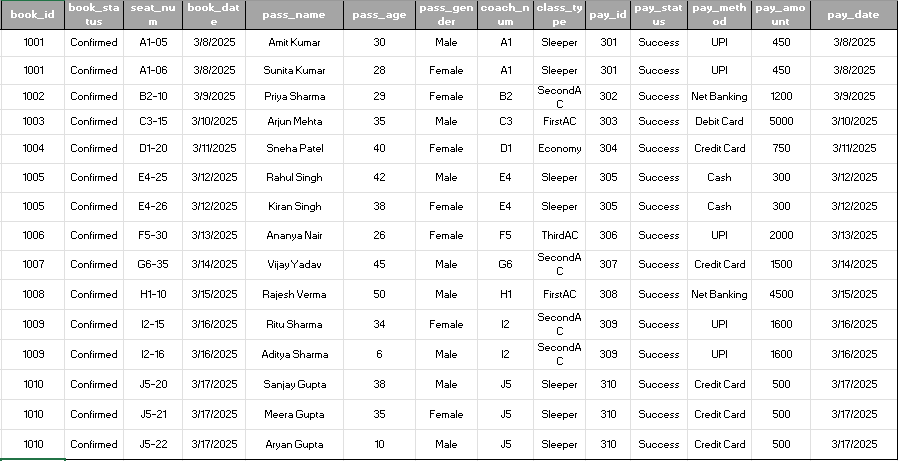 book_id book_status seat_num book_date pass_name pass_age pass_gender coach_num class_type pay_id pay_status pay_method pay_amount pay_date
1001 Confirmed A1-05 3/8/2025 Amit Kumar 30 Male A1 Sleeper 301 Success UPI 450 3/8/2025
1001 Confirmed A1-06 3/8/2025 Sunita Kumar 28 Female A1 Sleeper 301 Success UPI 450 3/8/2025
1002 Confirmed B2-10 3/9/2025 Priya Sharma 29 Female B2 SecondAC 302 Success Net Banking 1200 3/9/2025
1003 Confirmed C3-15 3/10/2025 Arjun Mehta 35 Male C3 FirstAC 303 Success Debit Card 5000 3/10/2025
1004 Confirmed D1-20 3/11/2025 Sneha Patel 40 Female D1 Economy 304 Success Credit Card 750 3/11/2025
1005 Confirmed E4-25 3/12/2025 Rahul Singh 42 Male E4 Sleeper 305 Success Cash 300 3/12/2025
1005 Confirmed E4-26 3/12/2025 Kiran Singh 38 Female E4 Sleeper 305 Success Cash 300 3/12/2025
1006 Confirmed F5-30 3/13/2025 Ananya Nair 26 Female F5 ThirdAC 306 Success UPI 2000 3/13/2025
1007 Confirmed G6-35 3/14/2025 Vijay Yadav 45 Male G6 SecondAC 307 Success Credit Card 1500 3/14/2025
1008 Confirmed H1-10 3/15/2025 Rajesh Verma 50 Male H1 FirstAC 308 Success Net Banking 4500 3/15/2025
1009 Confirmed I2-15 3/16/2025 Ritu Sharma 34 Female I2 SecondAC 309 Success UPI 1600 3/16/2025
1009 Confirmed I2-16 3/16/2025 Aditya Sharma 6 Male I2 SecondAC 309 Success UPI 1600 3/16/2025
1010 Confirmed J5-20 3/17/2025 Sanjay Gupta 38 Male J5 Sleeper 310 Success Credit Card 500 3/17/2025
1010 Confirmed J5-21 3/17/2025 Meera Gupta 35 Female J5 Sleeper 310 Success Credit Card 500 3/17/2025
1010 Confirmed J5-22 3/17/2025 Aryan Gupta 10 Male J5 Sleeper 310 Success Credit Card 500 3/17/2025